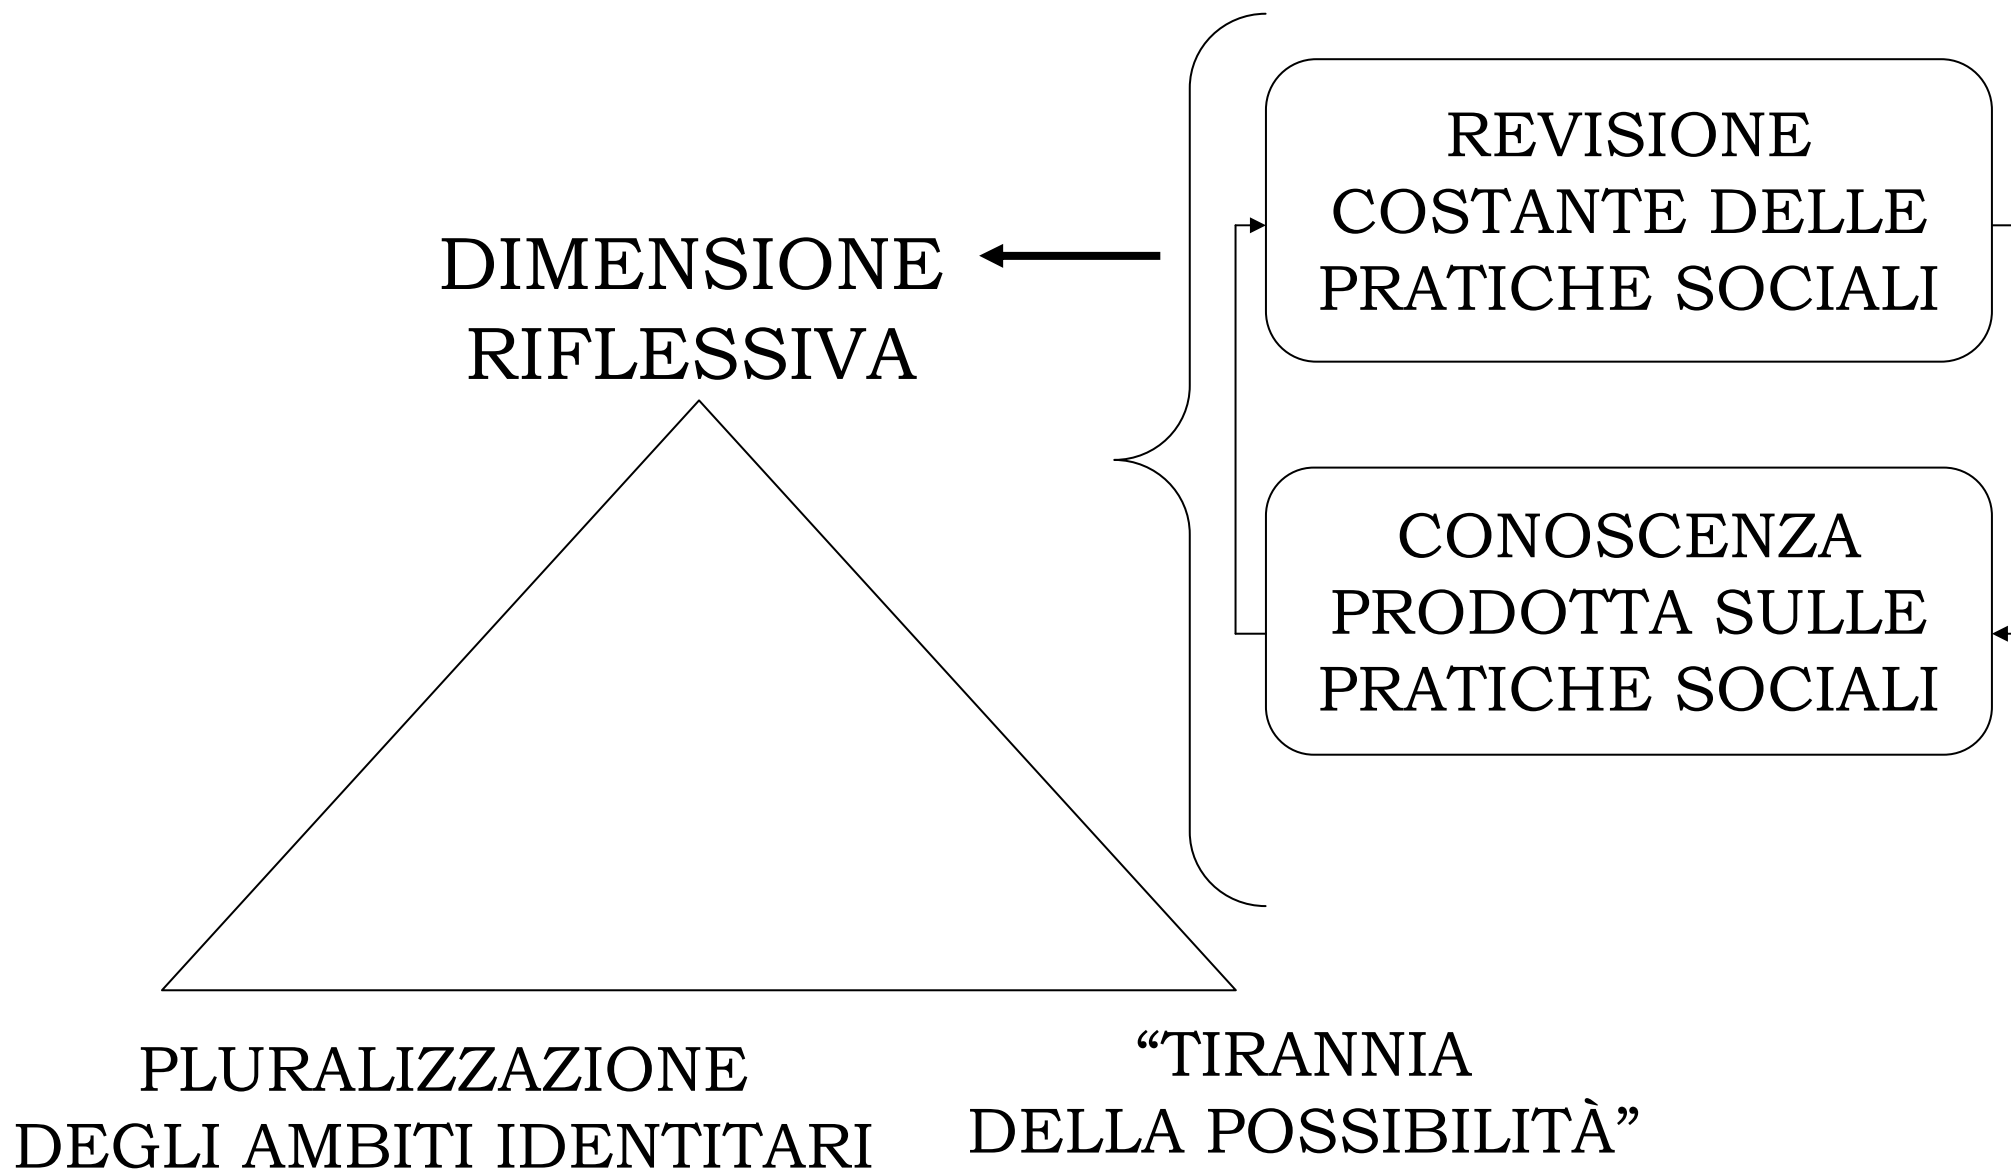 REVISIONE
COSTANTE DELLE
PRATICHE SOCIALI
DIMENSIONE
RIFLESSIVA
CONOSCENZA
PRODOTTA SULLE
PRATICHE SOCIALI
PLURALIZZAZIONE
DEGLI AMBITI IDENTITARI
“TIRANNIA
DELLA POSSIBILITÀ”